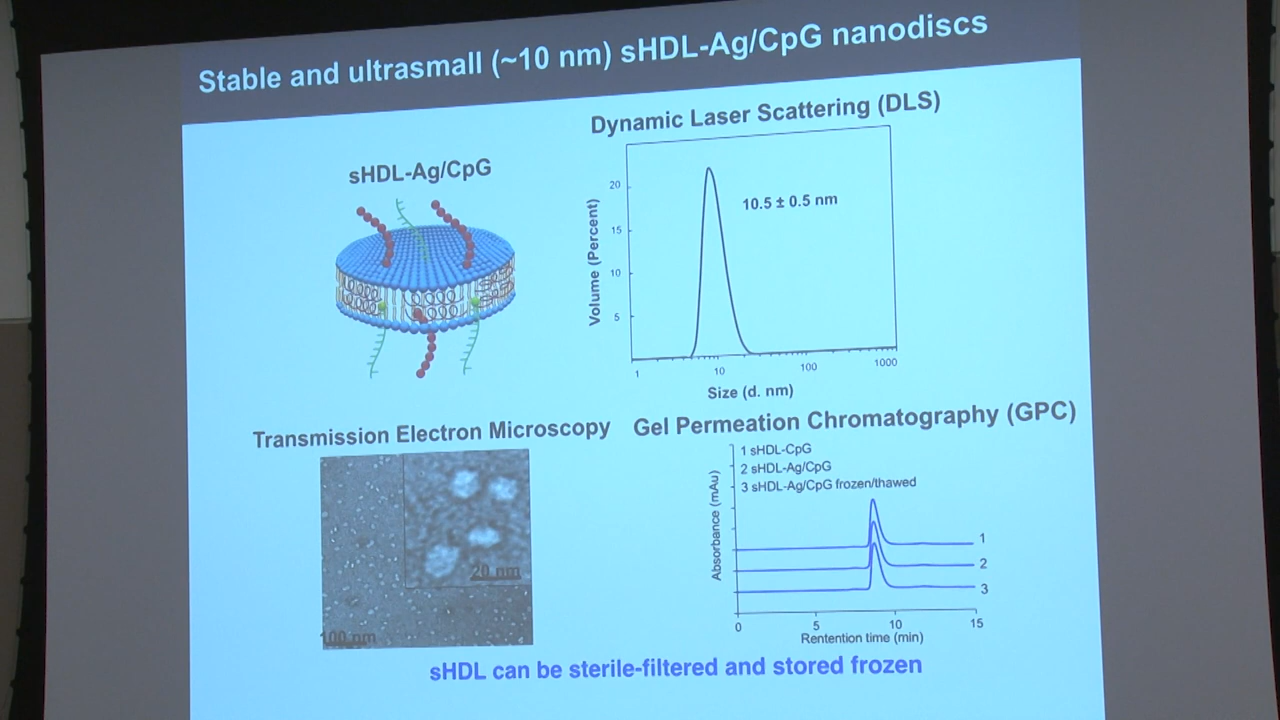 Stable and ultrasmall (~10 nm) sHDL-Ag/CpG nanodiscs
sHDL-Ag/CpG
Dynamic Laser Scattering (DLS)
Volume (Percent)
20
15
10
5
10.5 ± 0.5 nm
1 10 100 1000
Size (d. nm)
Transmission Electron Microscopy
20 nm
100 nm
Gel Permeation Chromatography (GPC)
Absorbance (mAu)
1 sHDL-CpG
2 sHDL-Ag/CpG
3 sHDL-Ag/CpG frozen/thawed
1
2
3
0 5 10 15
Rentention time (min)
sHDL can be sterile-filtered and stored frozen